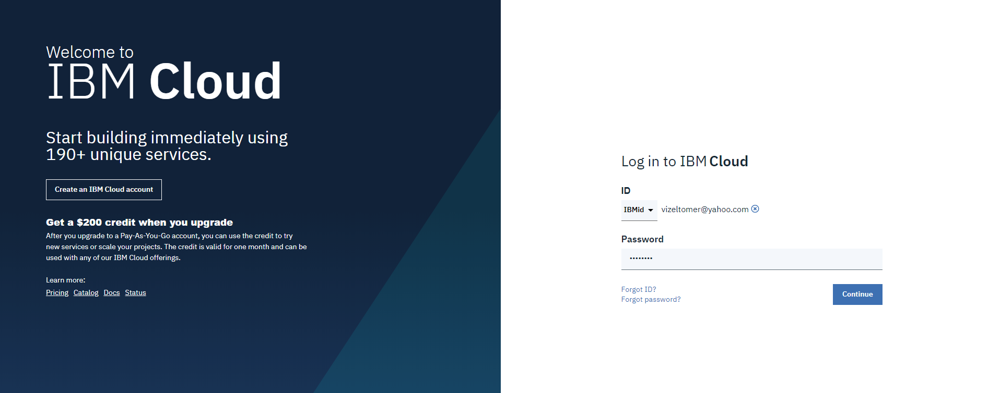 Welcome to
IBM Cloud
Start building immediately using
190+ unique services.
Create an IBM Cloud account
Get a $200 credit when you upgrade
After you upgrade to a Pay-As-You-Go account, you can use the credit to try
new services or scale your projects. The credit is valid for one month and can be
used with any of our IBM Cloud offerings.
Learn more:
Pricing Catalog Docs Status
Log in to IBM Cloud
ID
IBMid vizeltomer@yahoo.com
Password
••••••••
Forgot ID?
Forgot password?
Continue